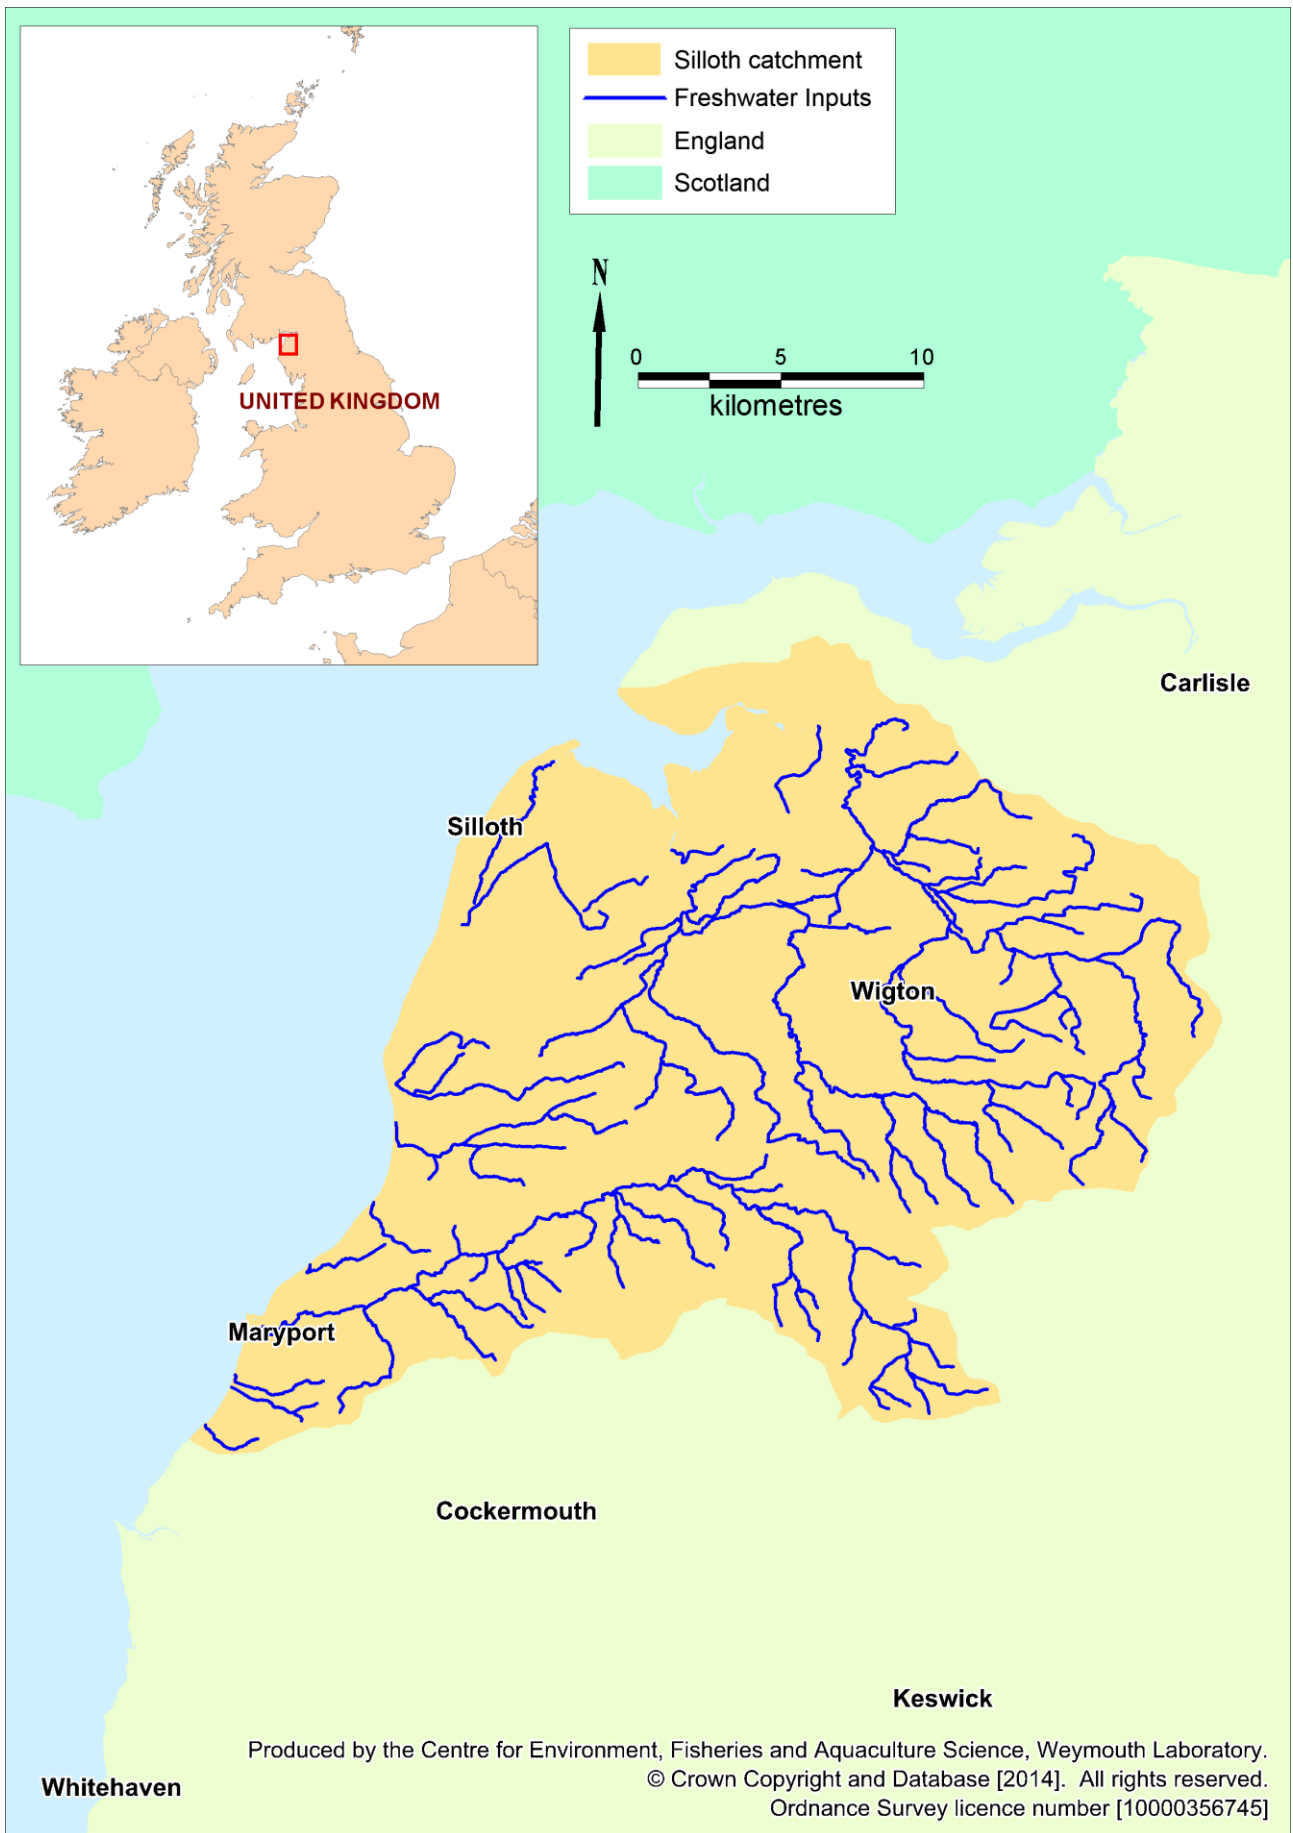 Silloth catchment
Freshwater Inputs
England
Scotland
N
0 5 10
kilometres
UNITED KINGDOM
Carlisle
Silloth
Wigton
Maryport
Cockermouth
Keswick
Whitehaven
Produced by the Centre for Environment, Fisheries and Aquaculture Science, Weymouth Laboratory.
© Crown Copyright and Database [2014]. All rights reserved.
Ordnance Survey licence number [10000356745]